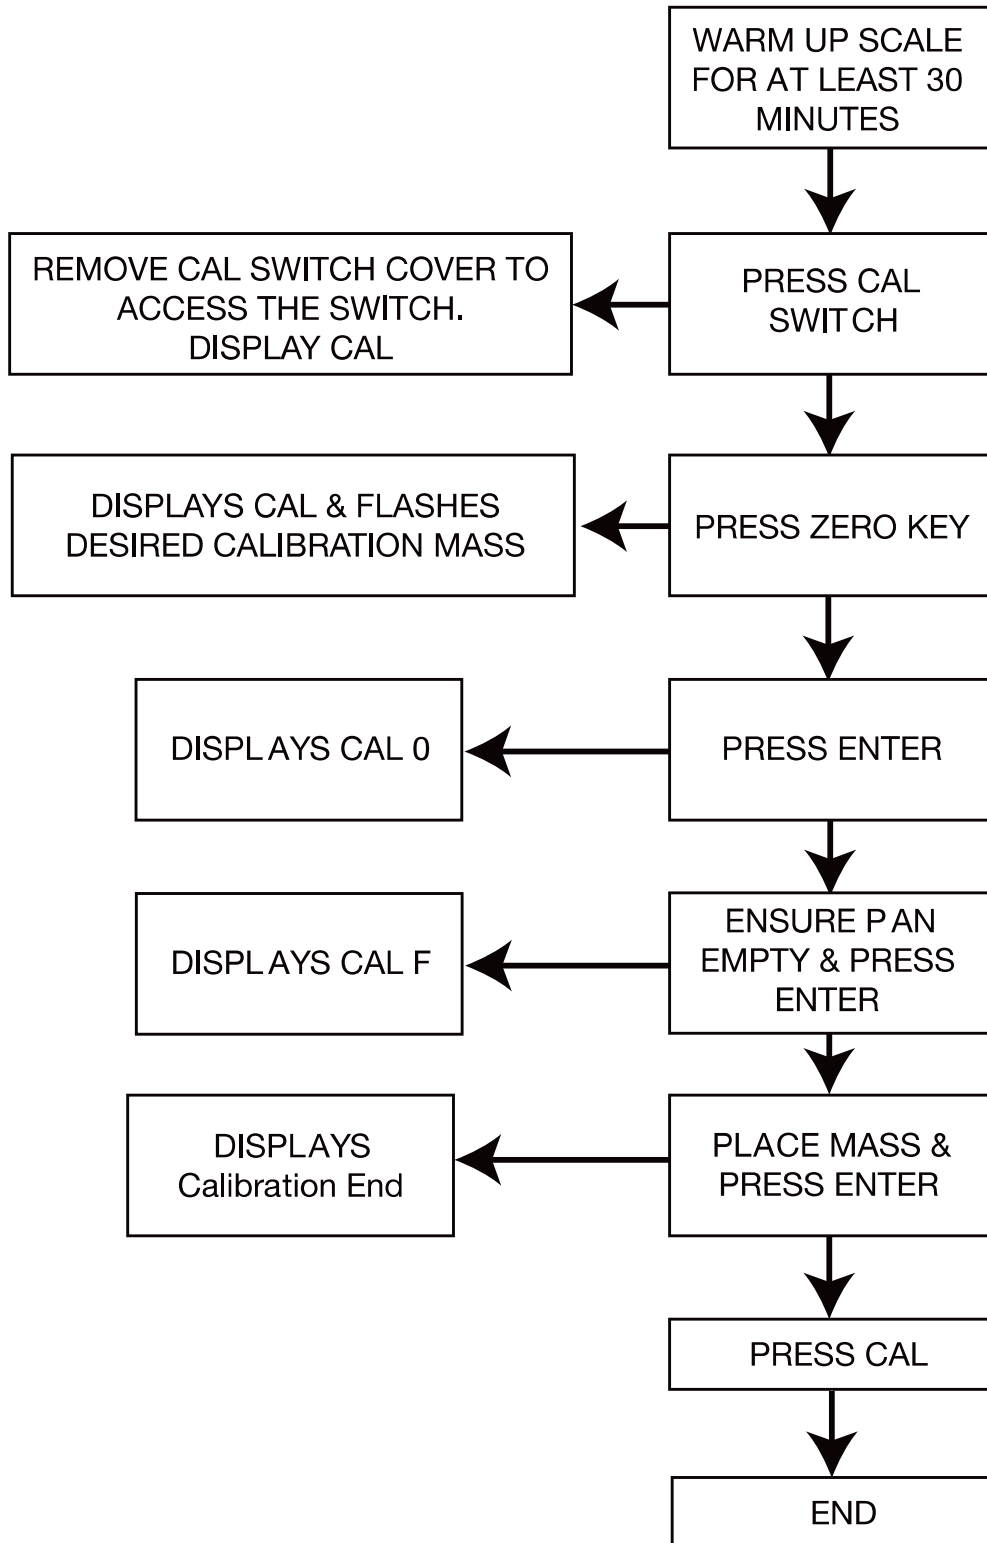 WARM UP SCALE
FOR AT LEAST 30
MINUTES
REMOVE CAL SWITCH COVER TO
ACCESS THE SWITCH.
DISPLAY CAL
PRESS CAL
SWITCH
DISPLAYS CAL & FLASHES
DESIRED CALIBRATION MASS
PRESS ZERO KEY
DISPLAYS CAL 0
PRESS ENTER
DISPLAYS CAL F
ENSURE PAN
EMPTY & PRESS
ENTER
DISPLAYS
Calibration End
PLACE MASS &
PRESS ENTER
PRESS CAL
END